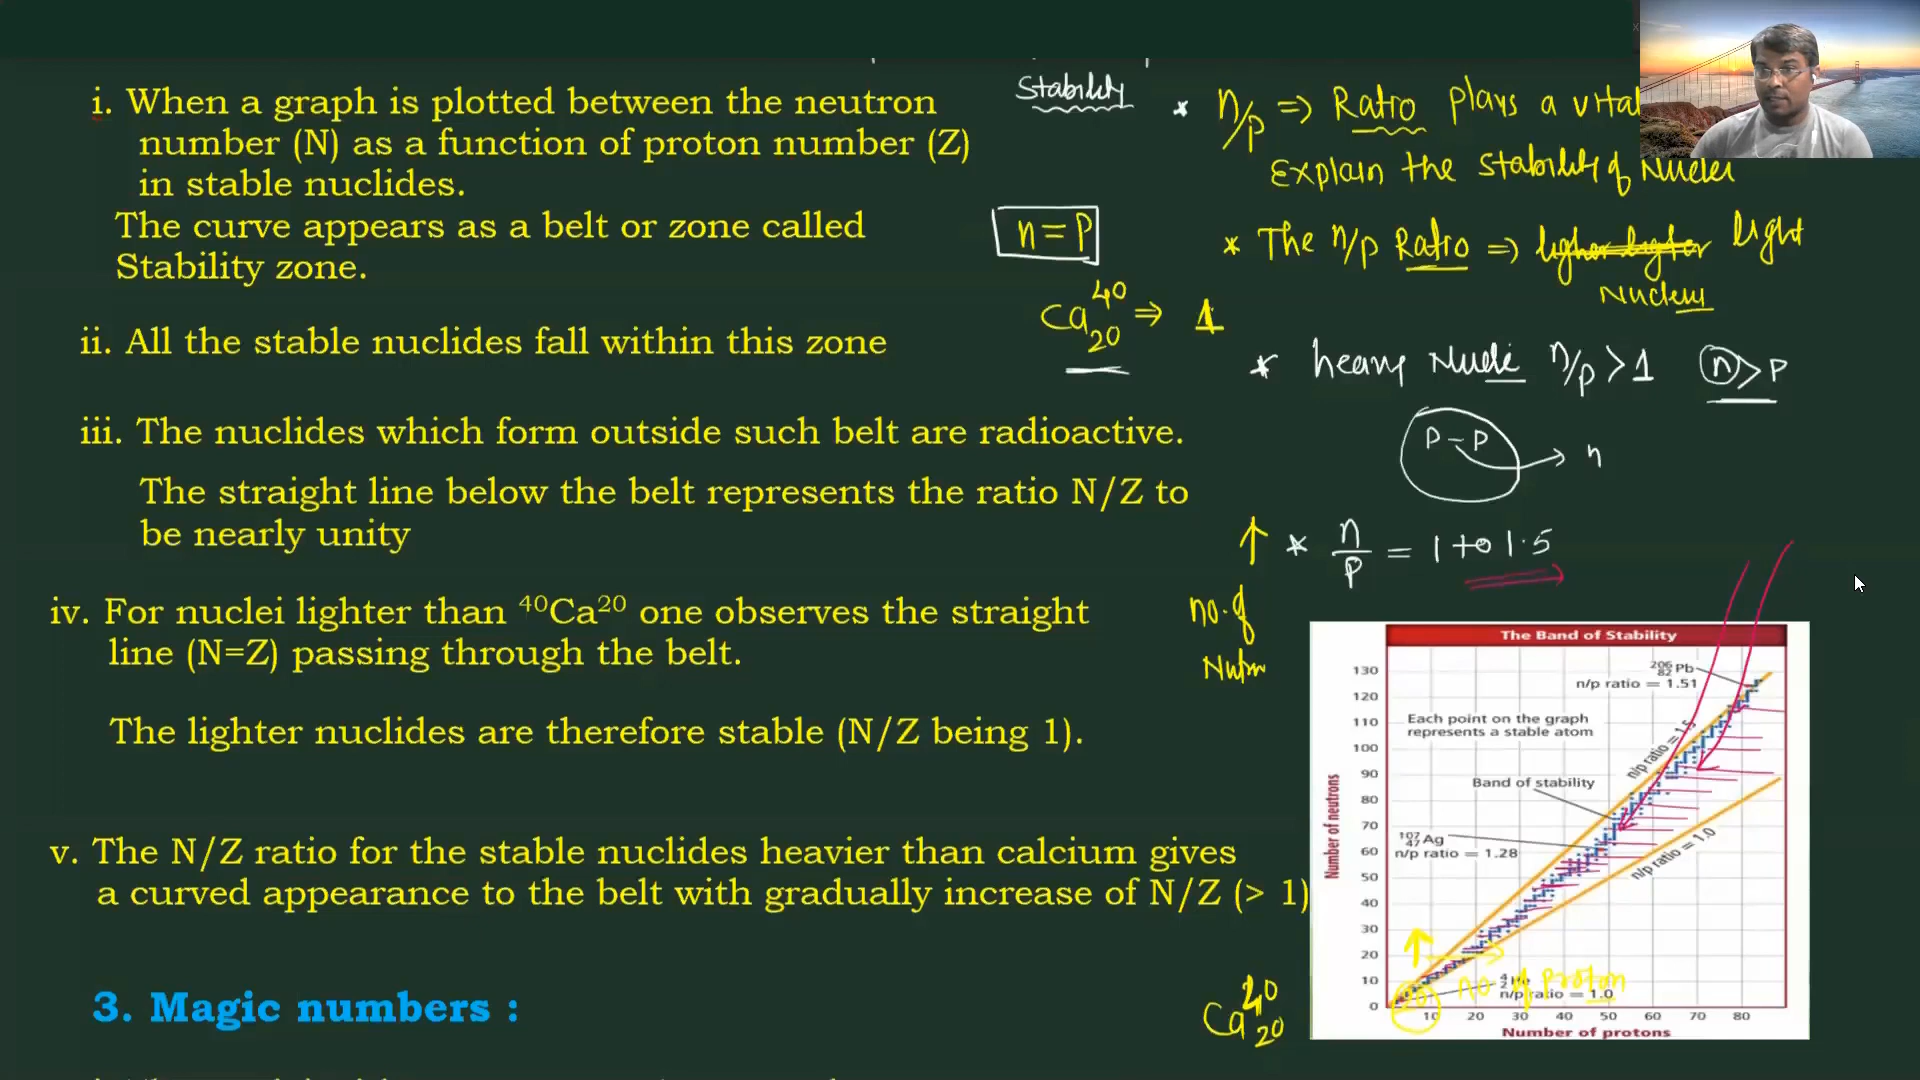 i. When a graph is plotted between the neutron
number (N) as a function of proton number (Z)
in stable nuclides.
The curve appears as a belt or zone called
Stability zone.
ii. All the stable nuclides fall within this zone
iii. The nuclides which form outside such belt are radioactive.
The straight line below the belt represents the ratio N/Z to
be nearly unity
iv. For nuclei lighter than ⁴⁰Ca²⁰ one observes the straight
line (N=Z) passing through the belt.
The lighter nuclides are therefore stable (N/Z being 1).
v. The N/Z ratio for the stable nuclides heavier than calcium gives
a curved appearance to the belt with gradually increase of N/Z (> 1)
3. Magic numbers :
Stability
* n/p ⇒ Ratio plays a vital
Explain the stability of Nuclei
n = P
* The n/p Ratio ⇒ light
Nucleus
Ca⁴⁰₂₀ ⇒ 1
* heavy Nuclei n/p > 1 n > P
P - P → n
↑ * n/P = 1 to 1.5
no. of
Ca⁴⁰₂₀
The Band of Stability
²⁰⁶₈₂Pb
n/p ratio = 1.51
Each point on the graph
represents a stable atom
n/p ratio = 1.5
Band of stability
¹⁰⁷₄₇Ag
n/p ratio = 1.28
n/p ratio = 1.0
no of proton
n/p ratio = 1.0
130
120
110
100
90
80
70
60
50
40
30
20
10
0
Number of neutrons
10 20 30 40 50 60 70 80
Number of protons